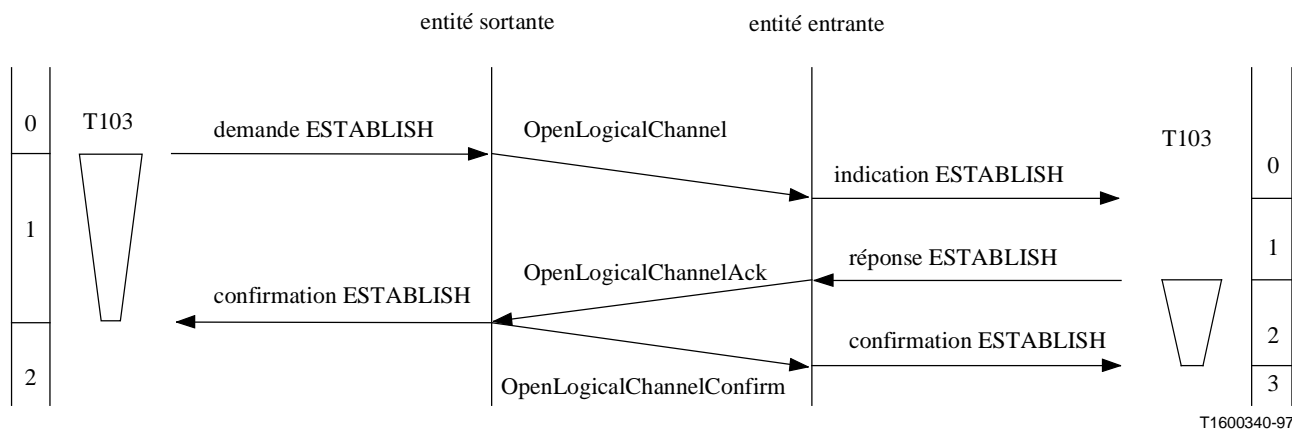 entité sortante
entité entrante
0
T103
demande ESTABLISH
OpenLogicalChannel
T103
0
indication ESTABLISH
1
1
OpenLogicalChannelAck
réponse ESTABLISH
confirmation ESTABLISH
2
confirmation ESTABLISH
2
OpenLogicalChannelConfirm
3
T1600340-97